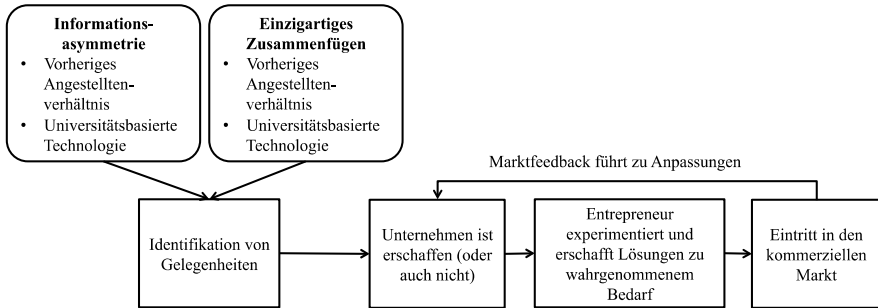 Informations-
asymmetrie
• Vorheriges
Angestellten-
verhältnis
• Universitätsbasierte
Technologie
Einzigartiges
Zusammenfügen
• Vorheriges
Angestellten-
verhältnis
• Universitätsbasierte
Technologie
Marktfeedback führt zu Anpassungen
Identifikation von
Gelegenheiten
Unternehmen ist
erschaffen (oder
auch nicht)
Entrepreneur
experimentiert und
erschafft Lösungen zu
wahrgenommenem
Bedarf
Eintritt in den
kommerziellen
Markt